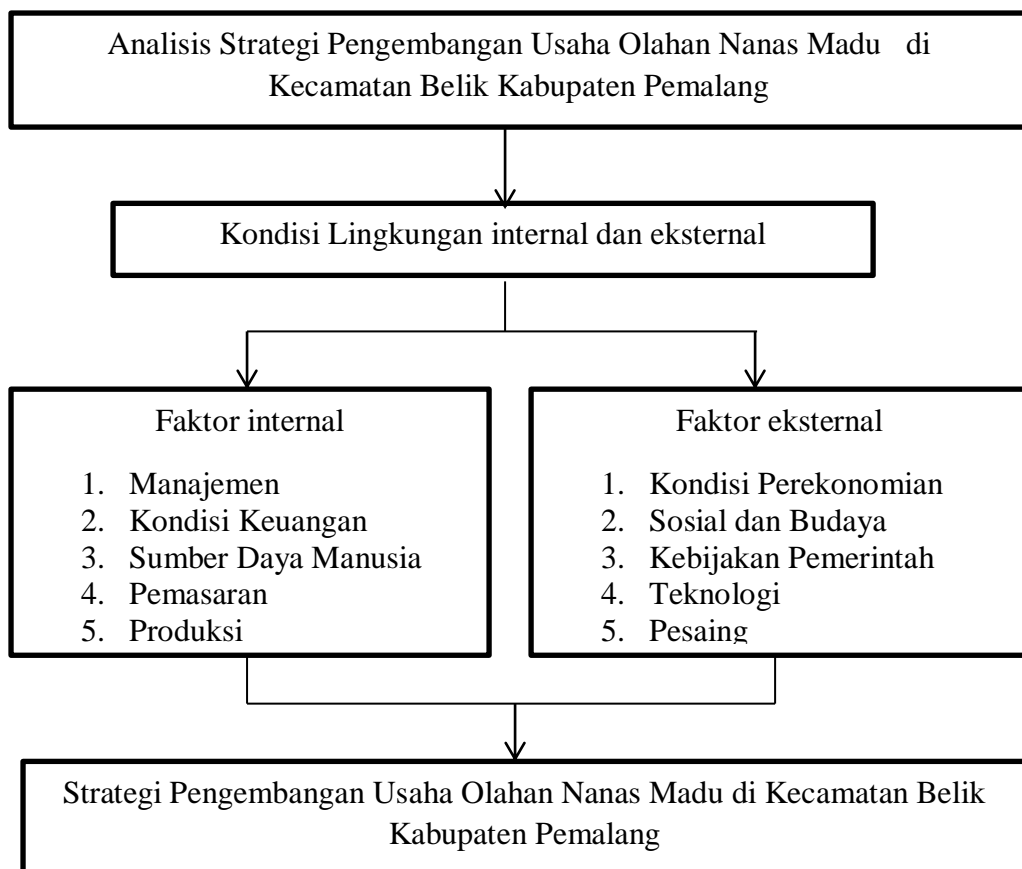 Analisis Strategi Pengembangan Usaha Olahan Nanas Madu di
Kecamatan Belik Kabupaten Pemalang
Kondisi Lingkungan internal dan eksternal
Faktor internal
1. Manajemen
2. Kondisi Keuangan
3. Sumber Daya Manusia
4. Pemasaran
5. Produksi
Faktor eksternal
1. Kondisi Perekonomian
2. Sosial dan Budaya
3. Kebijakan Pemerintah
4. Teknologi
5. Pesaing
Strategi Pengembangan Usaha Olahan Nanas Madu di Kecamatan Belik
Kabupaten Pemalang